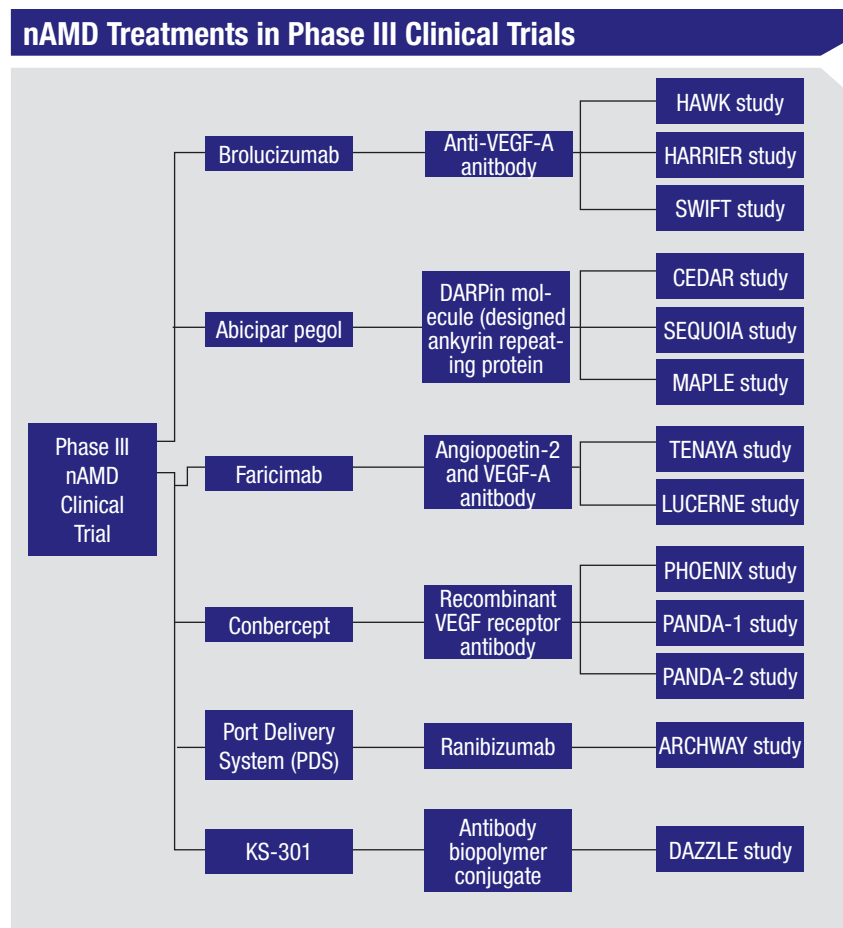 nAMD Treatments in Phase III Clinical Trials
Phase III
nAMD
Clinical
Trial
Brolucizumab
Anti-VEGF-A
anitbody
HAWK study
HARRIER study
SWIFT study
Abicipar pegol
DARPin mol-
ecule (designed
ankyrin repeat-
ing protein
CEDAR study
SEQUOIA study
MAPLE study
Faricimab
Angiopoetin-2
and VEGF-A
anitbody
TENAYA study
LUCERNE study
Conbercept
Recombinant
VEGF receptor
antibody
PHOENIX study
PANDA-1 study
PANDA-2 study
Port Delivery
System (PDS)
Ranibizumab
ARCHWAY study
KS-301
Antibody
biopolymer
conjugate
DAZZLE study